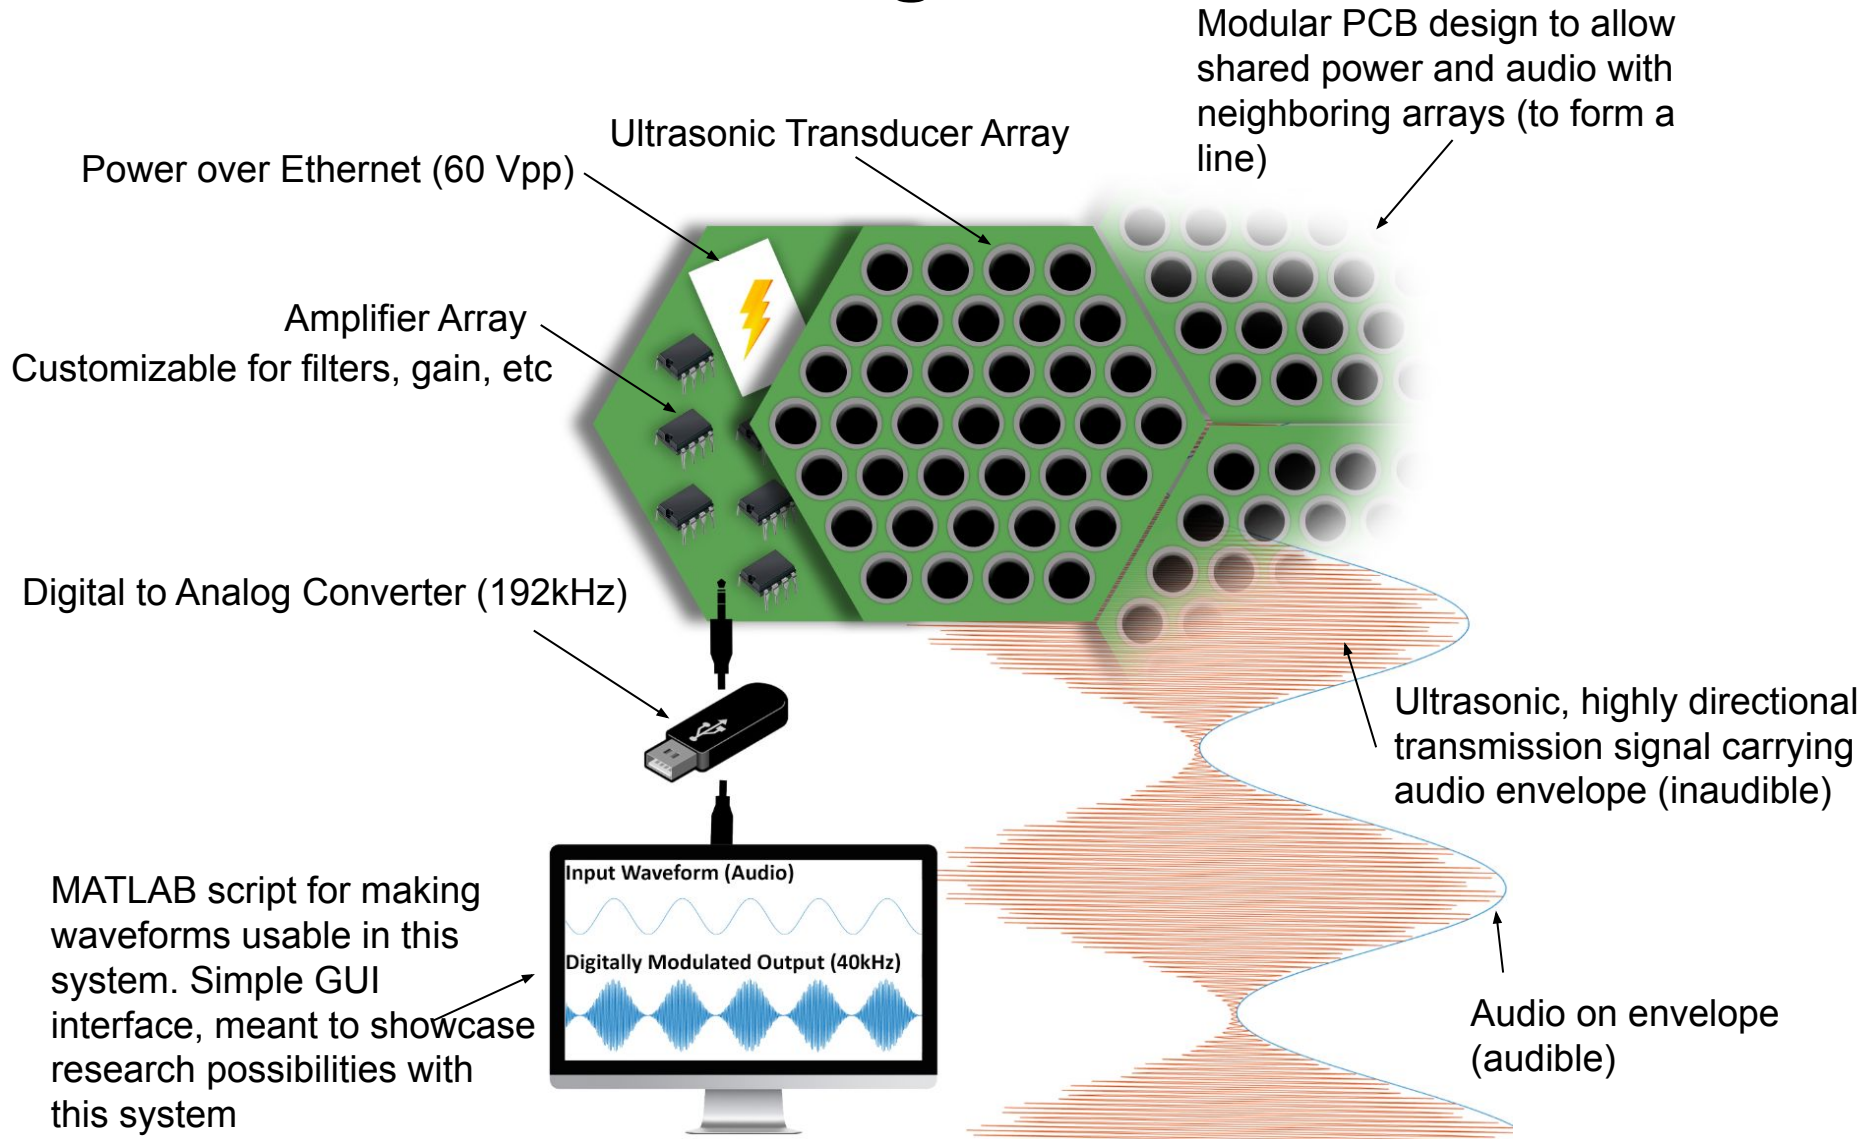 Modular PCB design to allow
shared power and audio with
neighboring arrays (to form a
line)
Ultrasonic Transducer Array
Power over Ethernet (60 Vpp)
Amplifier Array
Customizable for filters, gain, etc
Digital to Analog Converter (192kHz)
Ultrasonic, highly directional
transmission signal carrying
audio envelope (inaudible)
Input Waveform (Audio)
Digitally Modulated Output (40kHz)
MATLAB script for making
waveforms usable in this
system. Simple GUI
interface, meant to showcase
research possibilities with
this system
Audio on envelope
(audible)